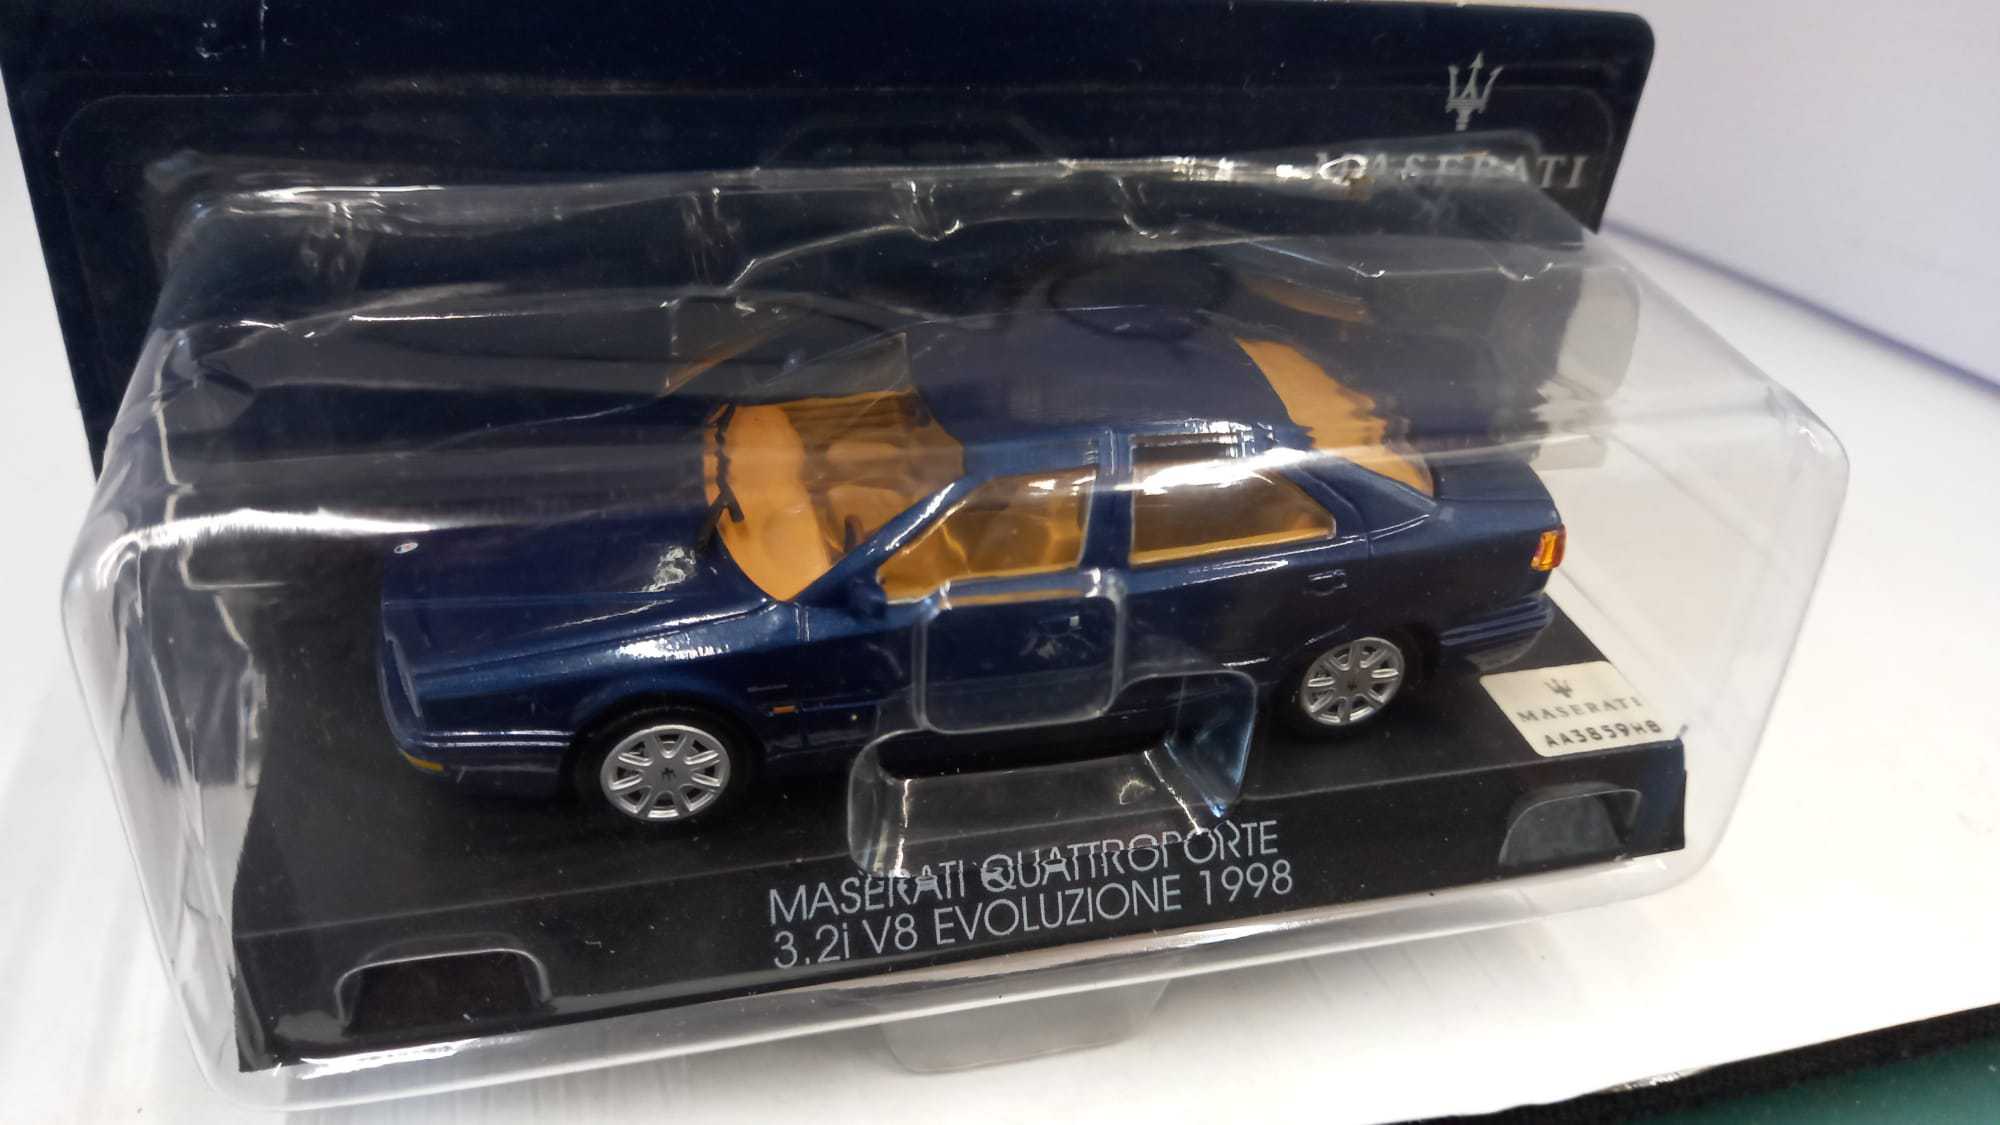 MASERATI
MASERATI
AA3859HB
MASERATI QUATTROPORTE
3.2i V8 EVOLUZIONE 1998